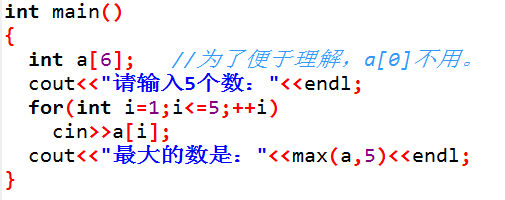 int main()
{
  int a[6];   //为了便于理解，a[0]不用。
  cout<<"请输入5个数："<<endl;
  for(int i=1;i<=5;++i)
    cin>>a[i];
  cout<<"最大的数是："<<max(a,5)<<endl;
}